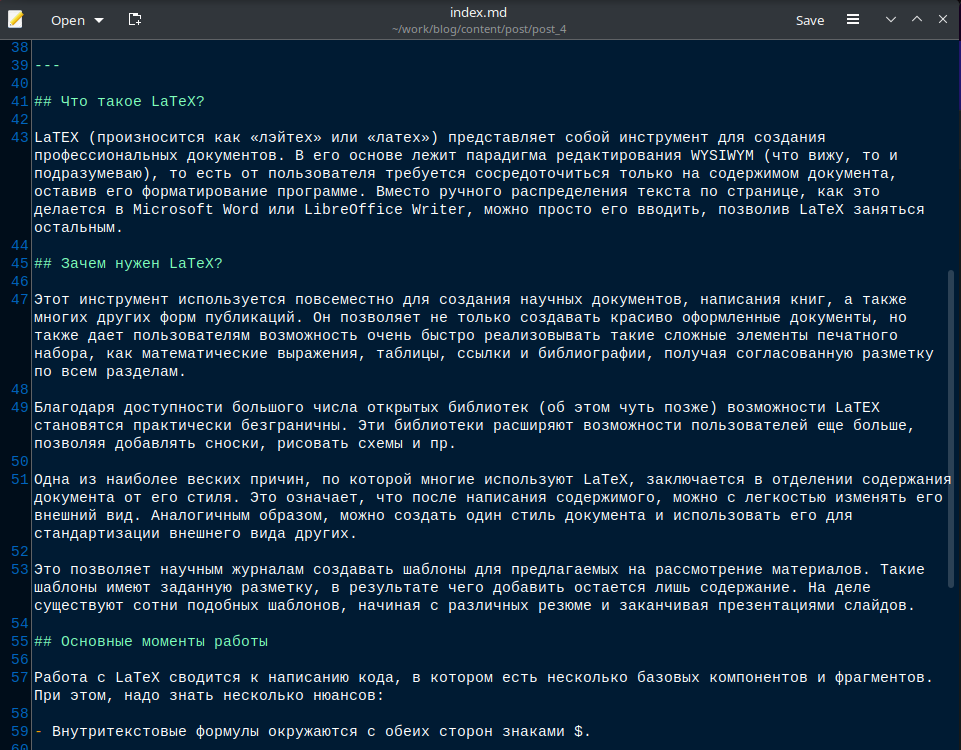 Open
index.md
~/work/blog/content/post/post_4
Save
38
39 ---
40
41 ## Что такое LaTeX?
42
43 LaTEX (произносится как «лэйтех» или «латех») представляет собой инструмент для создания
профессиональных документов. В его основе лежит парадигма редактирования WYSIWYM (что вижу, то и
подразумеваю), то есть от пользователя требуется сосредоточиться только на содержимом документа,
оставив его форматирование программе. Вместо ручного распределения текста по странице, как это
делается в Microsoft Word или LibreOffice Writer, можно просто его вводить, позволив LaTeX заняться
остальным.
44
45 ## Зачем нужен LaTeX?
46
47 Этот инструмент используется повсеместно для создания научных документов, написания книг, а также
многих других форм публикаций. Он позволяет не только создавать красиво оформленные документы, но
также дает пользователям возможность очень быстро реализовывать такие сложные элементы печатного
набора, как математические выражения, таблицы, ссылки и библиографии, получая согласованную разметку
по всем разделам.
48
49 Благодаря доступности большого числа открытых библиотек (об этом чуть позже) возможности LaTEX
становятся практически безграничны. Эти библиотеки расширяют возможности пользователей еще больше,
позволяя добавлять сноски, рисовать схемы и пр.
50
51 Одна из наиболее веских причин, по которой многие используют LaTeX, заключается в отделении содержания
документа от его стиля. Это означает, что после написания содержимого, можно с легкостью изменять его
внешний вид. Аналогичным образом, можно создать один стиль документа и использовать его для
стандартизации внешнего вида других.
52
53 Это позволяет научным журналам создавать шаблоны для предлагаемых на рассмотрение материалов. Такие
шаблоны имеют заданную разметку, в результате чего добавить остается лишь содержание. На деле
существуют сотни подобных шаблонов, начиная с различных резюме и заканчивая презентациями слайдов.
54
55 ## Основные моменты работы
56
57 Работа с LaTeX сводится к написанию кода, в котором есть несколько базовых компонентов и фрагментов.
При этом, надо знать несколько нюансов:
58
59 - Внутритекстовые формулы окружаются с обеих сторон знаками $.
60